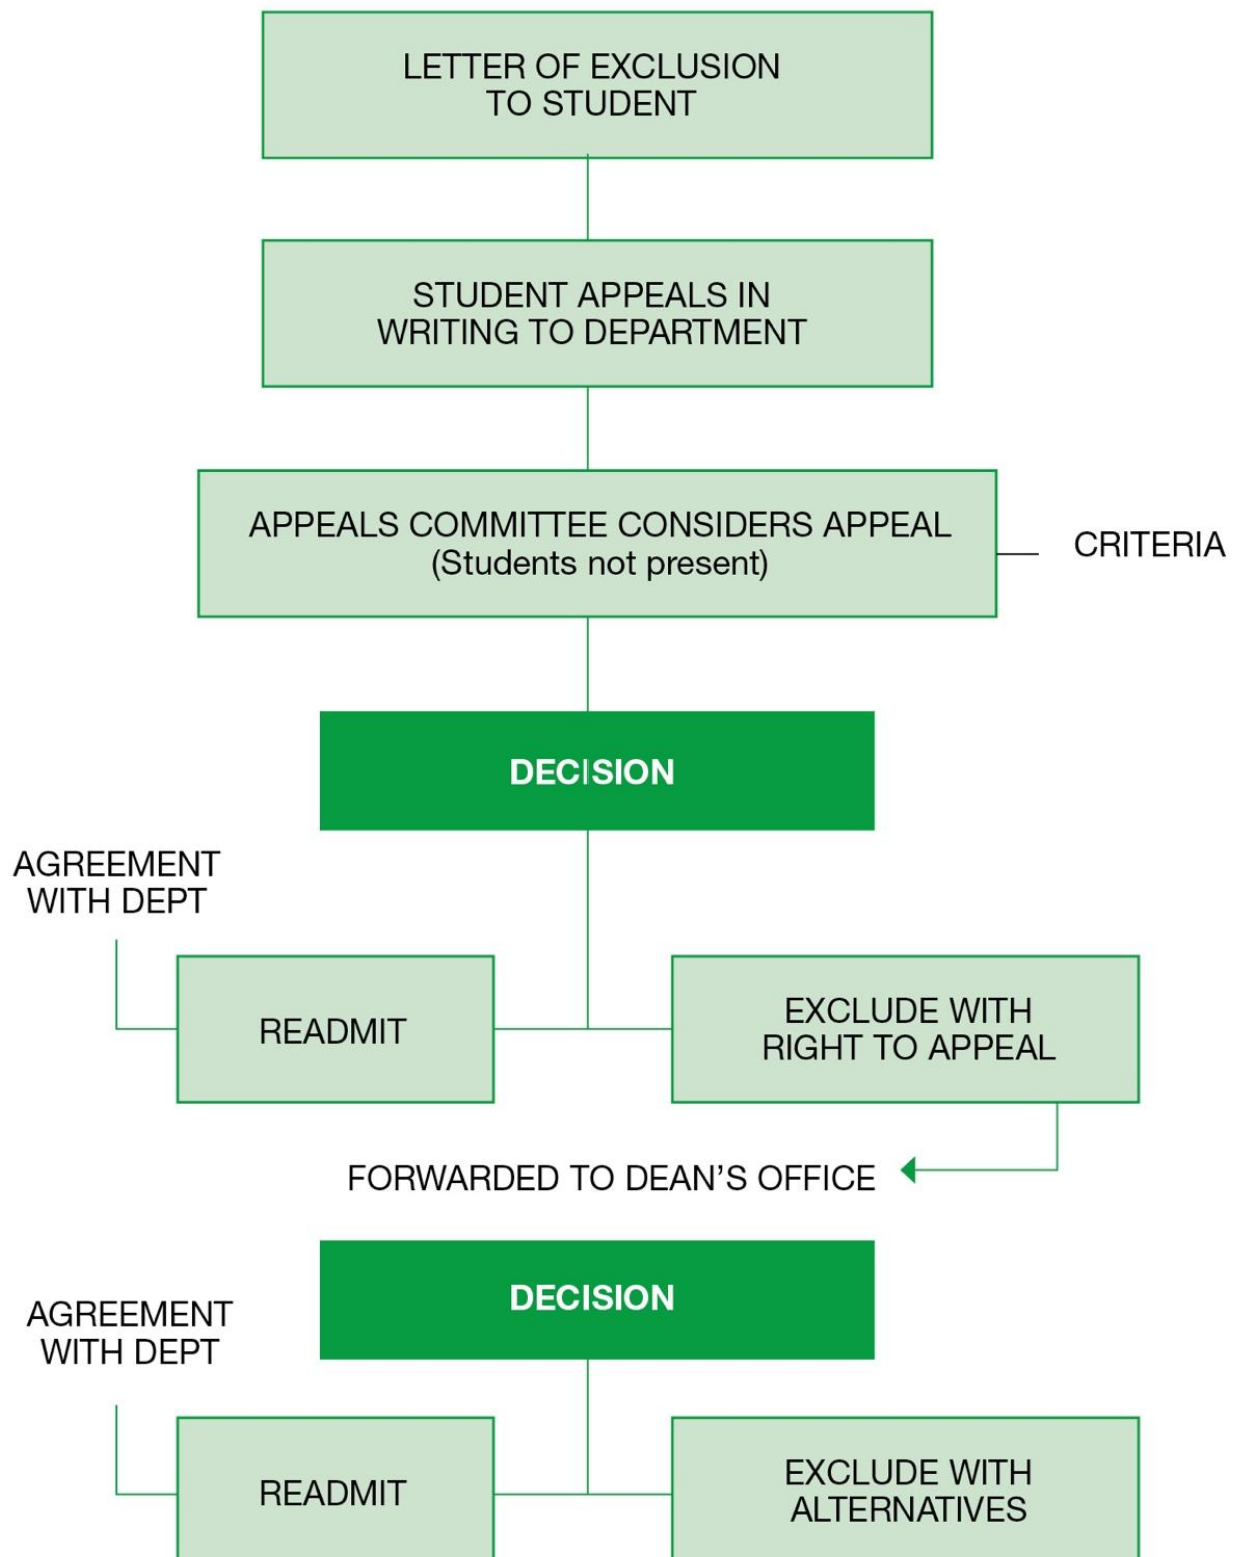 LETTER OF EXCLUSION
TO STUDENT
STUDENT APPEALS IN
WRITING TO DEPARTMENT
APPEALS COMMITTEE CONSIDERS APPEAL
(Students not present)
CRITERIA
DECISION
AGREEMENT
WITH DEPT
READMIT
EXCLUDE WITH
RIGHT TO APPEAL
FORWARDED TO DEAN’S OFFICE
DECISION
AGREEMENT
WITH DEPT
READMIT
EXCLUDE WITH
ALTERNATIVES